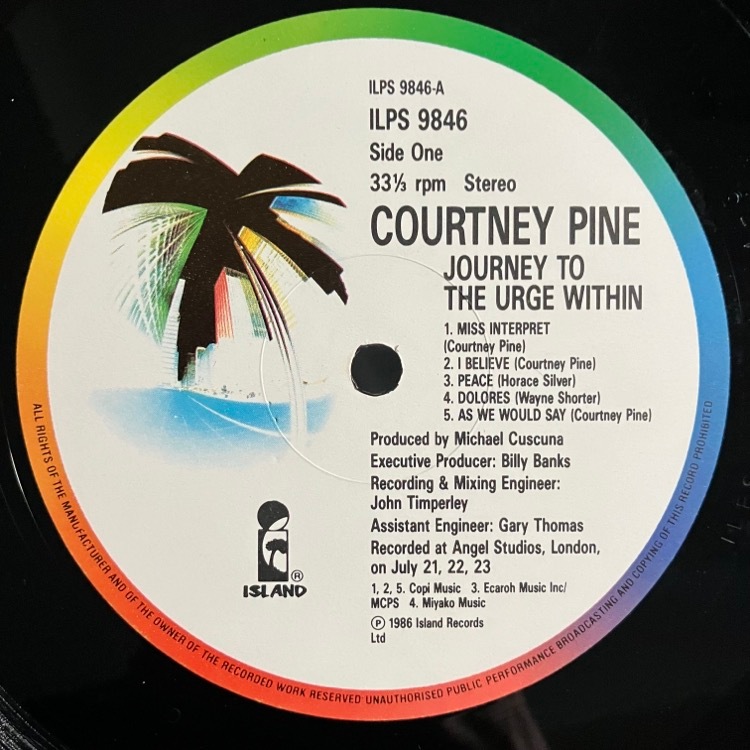 ILPS 9846-A
ILPS 9846
Side One
33⅓ rpm Stereo
COURTNEY PINE
JOURNEY TO
THE URGE WITHIN
1. MISS INTERPRET
(Courtney Pine)
2. I BELIEVE (Courtney Pine)
3. PEACE (Horace Silver)
4. DOLORES (Wayne Shorter)
5. AS WE WOULD SAY (Courtney Pine)
Produced by Michael Cuscuna
Executive Producer: Billy Banks
Recording & Mixing Engineer:
John Timperley
Assistant Engineer: Gary Thomas
Recorded at Angel Studios, London,
on July 21, 22, 23
1, 2, 5. Copi Music 3. Ecaroh Music Inc/
MCPS 4. Miyako Music
℗ 1986 Island Records
Ltd
ISLAND ®
ALL RIGHTS OF THE MANUFACTURER AND OF THE OWNER OF THE RECORDED WORK RESERVED UNAUTHORISED PUBLIC PERFORMANCE BROADCASTING AND COPYING OF THIS RECORD PROHIBITED